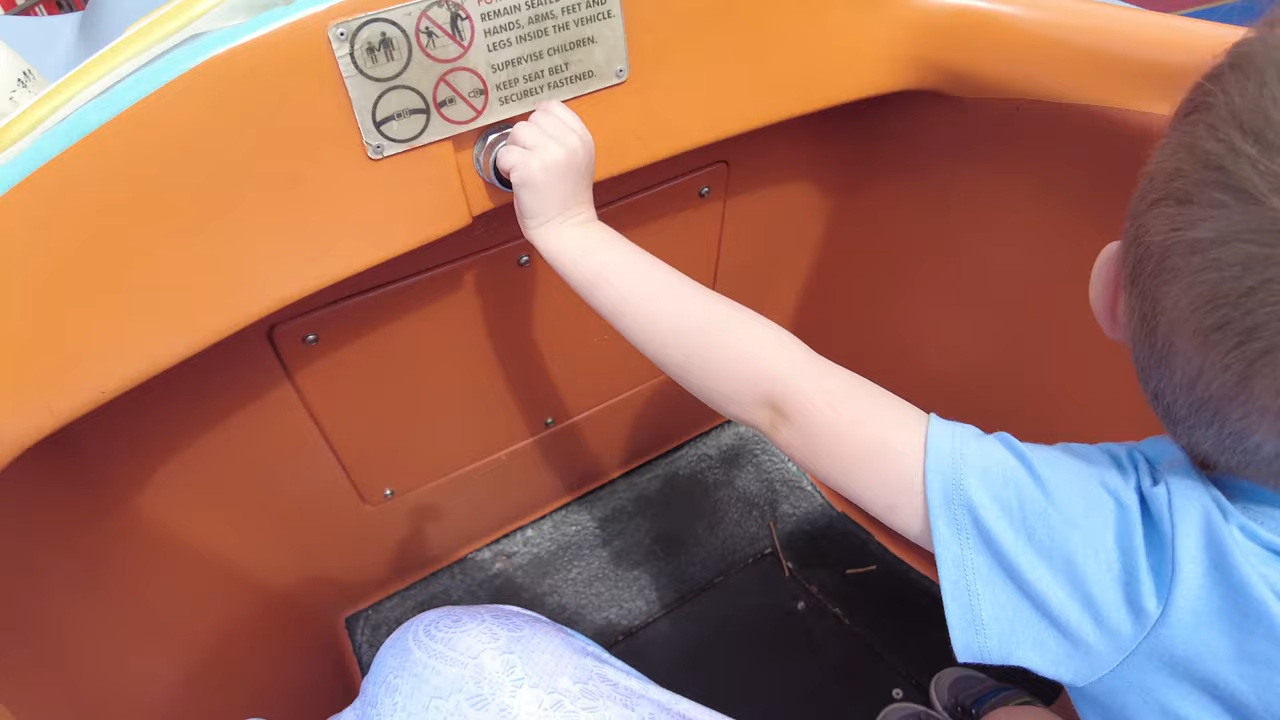 REMAIN SEATED
HANDS, ARMS, FEET AND
LEGS INSIDE THE VEHICLE.
SUPERVISE CHILDREN.
KEEP SEAT BELT
SECURELY FASTENED.